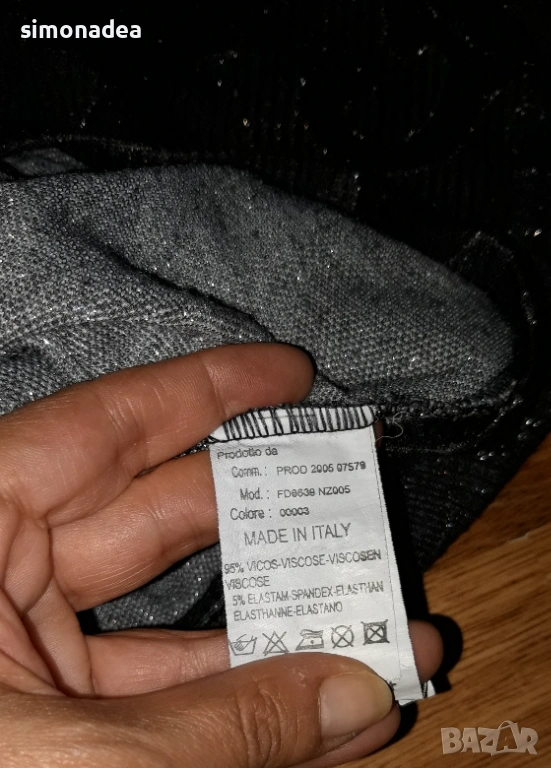 simonadea
Prodotto da
Comm.: PROD 2005 07579
Mod.: FD8639 NZ005
Colore: 00003
MADE IN ITALY
95% VICOS-VISCOSE-VISCOSEN
VISCOSE
5% ELASTAM-SPANDEX-ELASTHAN
ELASTHANNE-ELASTANO
BAZAR